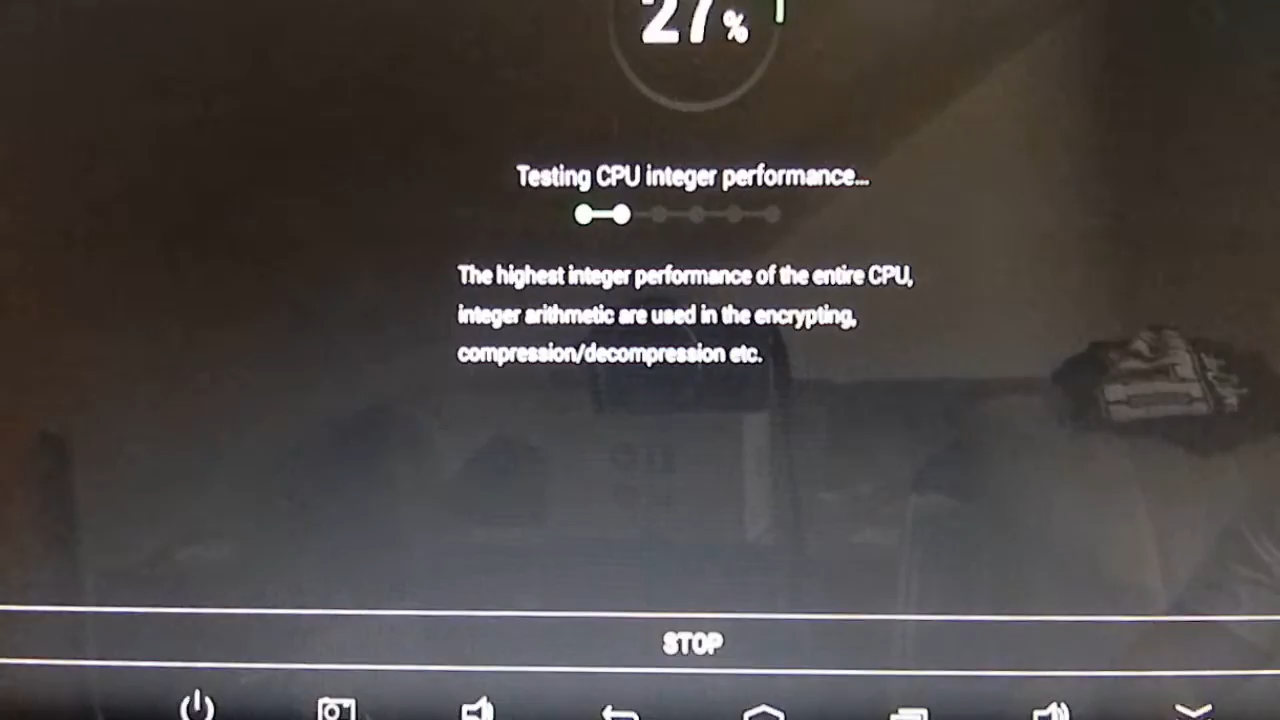 27%
Testing CPU integer performance...
The highest integer performance of the entire CPU,
integer arithmetic are used in the encrypting,
compression/decompression etc.
STOP